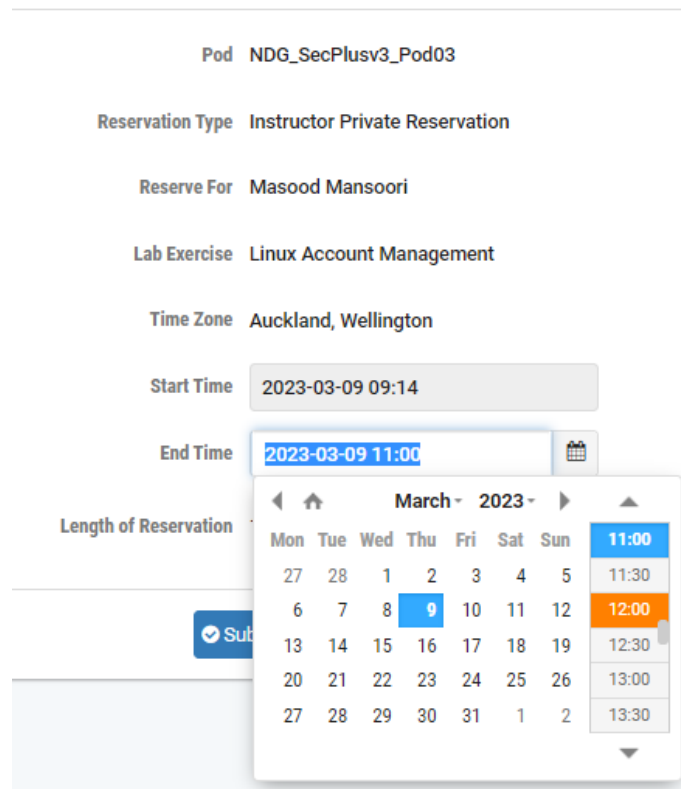 Pod NDG_SecPlusv3_Pod03
Reservation Type Instructor Private Reservation
Reserve For Masood Mansoori
Lab Exercise Linux Account Management
Time Zone Auckland, Wellington
Start Time 2023-03-09 09:14
End Time 2023-03-09 11:00
Length of Reservation
Sub
March 2023
Mon Tue Wed Thu Fri Sat Sun
27 28 1 2 3 4 5
6 7 8 9 10 11 12
13 14 15 16 17 18 19
20 21 22 23 24 25 26
27 28 29 30 31 1 2
11:00
11:30
12:00
12:30
13:00
13:30